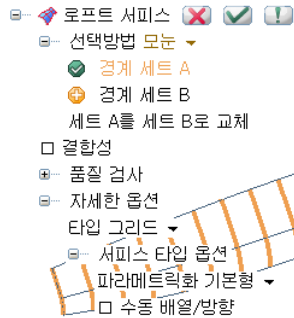 로프트 서피스
선택방법 모눈
경계 세트 A
경계 세트 B
세트 A를 세트 B로 교체
결합성
품질 검사
자세한 옵션
타입 그리드
서피스 타입 옵션
파라메트릭화 기본형
수동 배열/방향